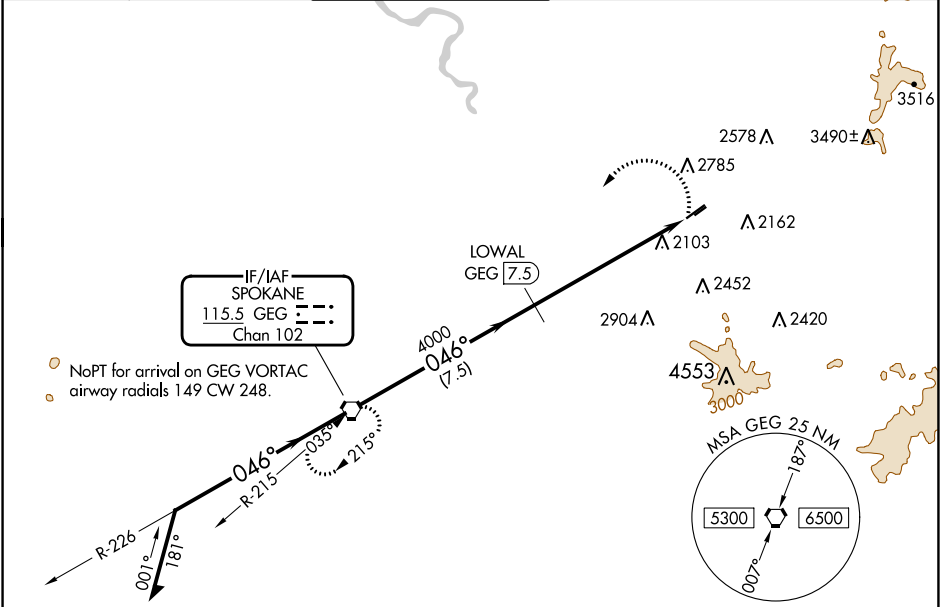 3516
2578
3490±
2785
2162
LOWAL
GEG 7.5
2103
2452
IF/IAF
SPOKANE
115.5 GEG
Chan 102
2904
2420
4000
046°
(7.5)
NoPT for arrival on GEG VORTAC
airway radials 149 CW 248.
4553
3000
046°
035°
215°
R-215
MSA GEG 25 NM
187°
5300
6500
007°
R-226
001°
181°